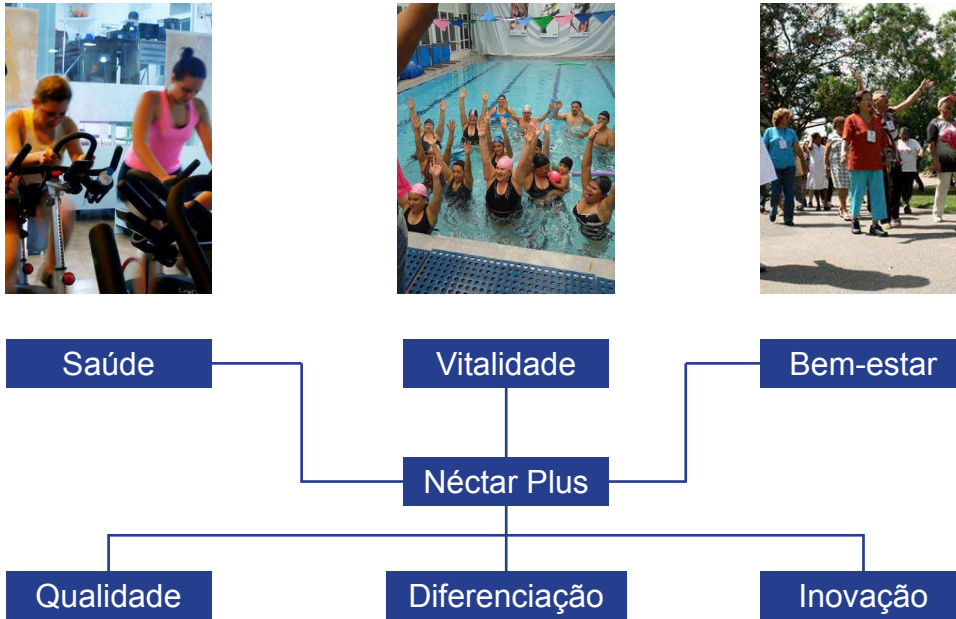 Saúde
Vitalidade
Bem-estar
Néctar Plus
Qualidade
Diferenciação
Inovação